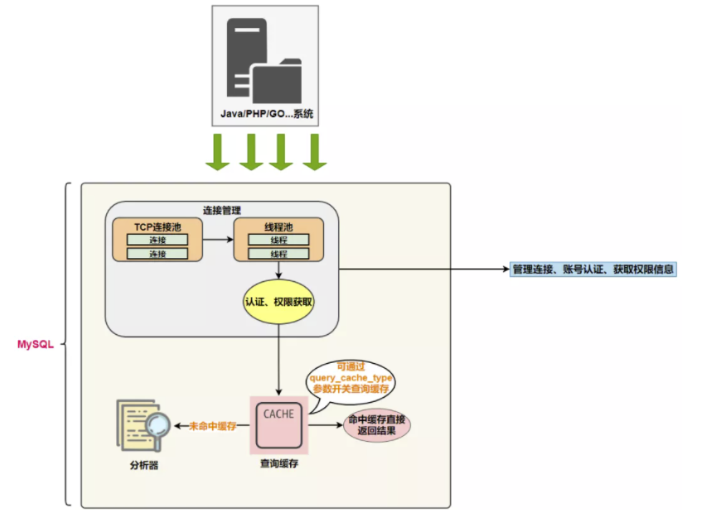 Java/PHP/GO...系统
连接管理
TCP连接池
连接
连接
线程池
线程
线程
认证、权限获取
管理连接、账号认证、获取权限信息
MySQL
可通过
query_cache_type
参数开关查询缓存
CACHE
未命中缓存
命中缓存直接
返回结果
分析器
查询缓存